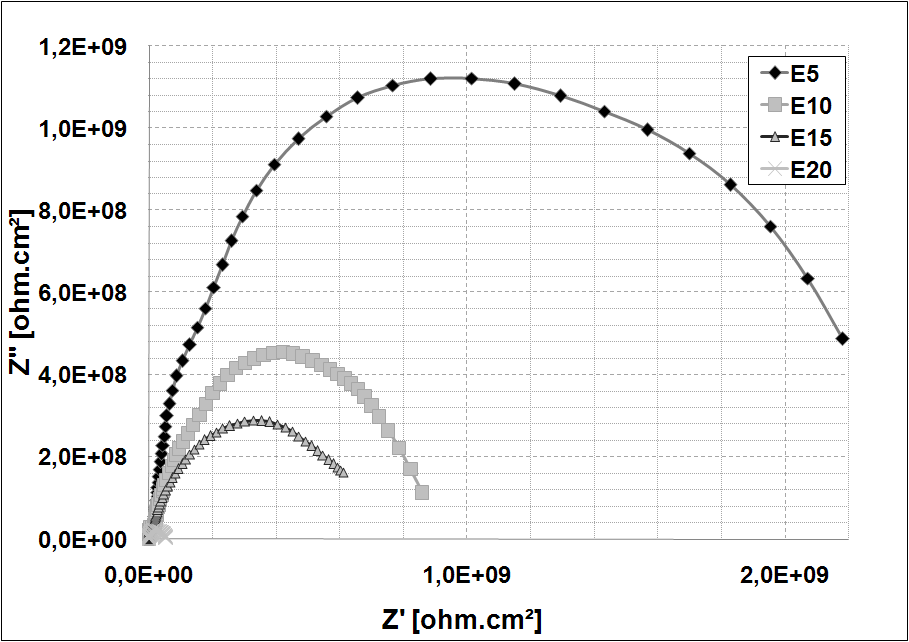 1,2E+09
1,0E+09
8,0E+08
6,0E+08
4,0E+08
2,0E+08
0,0E+00
Z'' [ohm.cm²]
E5
E10
E15
E20
0,0E+00 1,0E+09 2,0E+09
Z' [ohm.cm²]